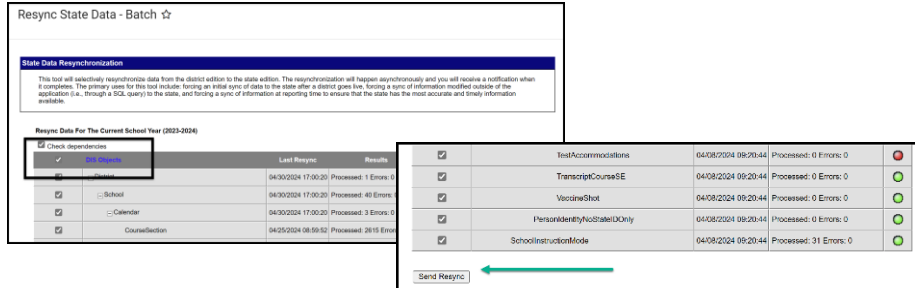 Resync State Data - Batch ☆
State Data Resynchronization
This tool will selectively resynchronize data from the district edition to the state edition. The resynchronization will happen asynchronously and you will receive a notification when
it completes. The primary uses for this tool include: forcing an initial sync of data to the state after a district goes live, forcing a sync of information modified outside of the
application (i.e., through a SQL query) to the state, and forcing a sync of information at reporting time to ensure that the state has the most accurate and timely information
available.
Resync Data For The Current School Year (2023-2024)
Check dependencies
DIS Objects Last Resync Results
District 04/30/2024 17:00:20 Processed: 1 Errors: 0
School 04/30/2024 17:00:20 Processed: 40 Errors:
Calendar 04/30/2024 17:00:20 Processed: 3 Errors: 0
CourseSection 04/25/2024 08:59:52 Processed: 2615 Error
TestAccommodations 04/08/2024 09:20:44 Processed: 0 Errors: 0
TranscriptCourseSE 04/08/2024 09:20:44 Processed: 0 Errors: 0
VaccineShot 04/08/2024 09:20:44 Processed: 0 Errors: 0
PersonIdentityNoStateIDOnly 04/08/2024 09:20:44 Processed: 0 Errors: 0
SchoolInstructionMode 04/08/2024 09:20:44 Processed: 31 Errors: 0
Send Resync